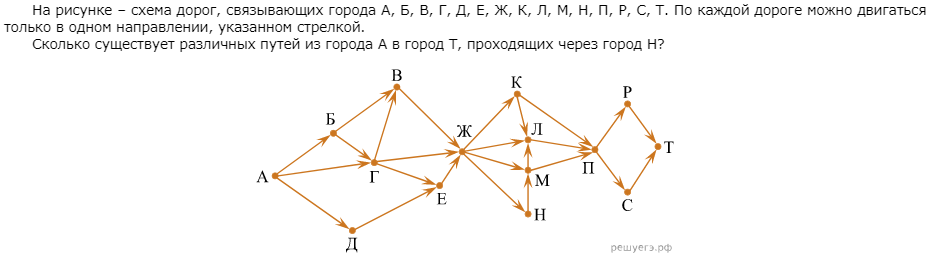 На рисунке – схема дорог, связывающих города А, Б, В, Г, Д, Е, Ж, К, Л, М, Н, П, Р, С, Т. По каждой дороге можно двигаться
только в одном направлении, указанном стрелкой.
Сколько существует различных путей из города А в город Т, проходящих через город Н?
В
К
Р
Б
Ж
Л
Т
А
Г
П
Е
М
С
Н
Д
решуегэ.рф